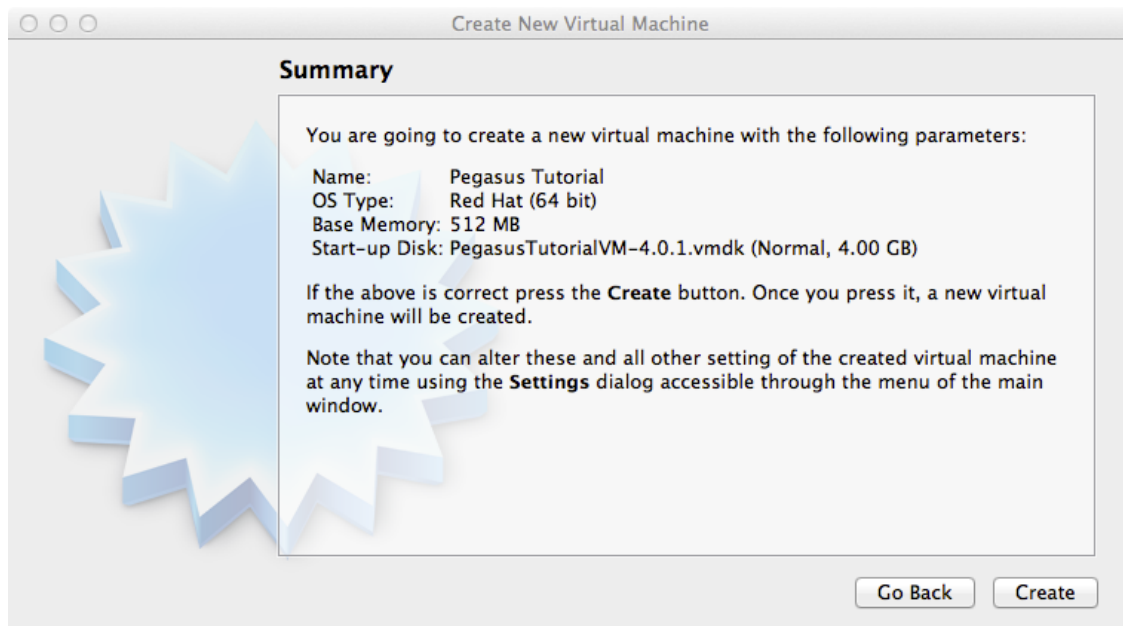 Create New Virtual Machine
Summary
You are going to create a new virtual machine with the following parameters:
Name: Pegasus Tutorial
OS Type: Red Hat (64 bit)
Base Memory: 512 MB
Start-up Disk: PegasusTutorialVM-4.0.1.vmdk (Normal, 4.00 GB)
If the above is correct press the Create button. Once you press it, a new virtual
machine will be created.
Note that you can alter these and all other setting of the created virtual machine
at any time using the Settings dialog accessible through the menu of the main
window.
Go Back Create